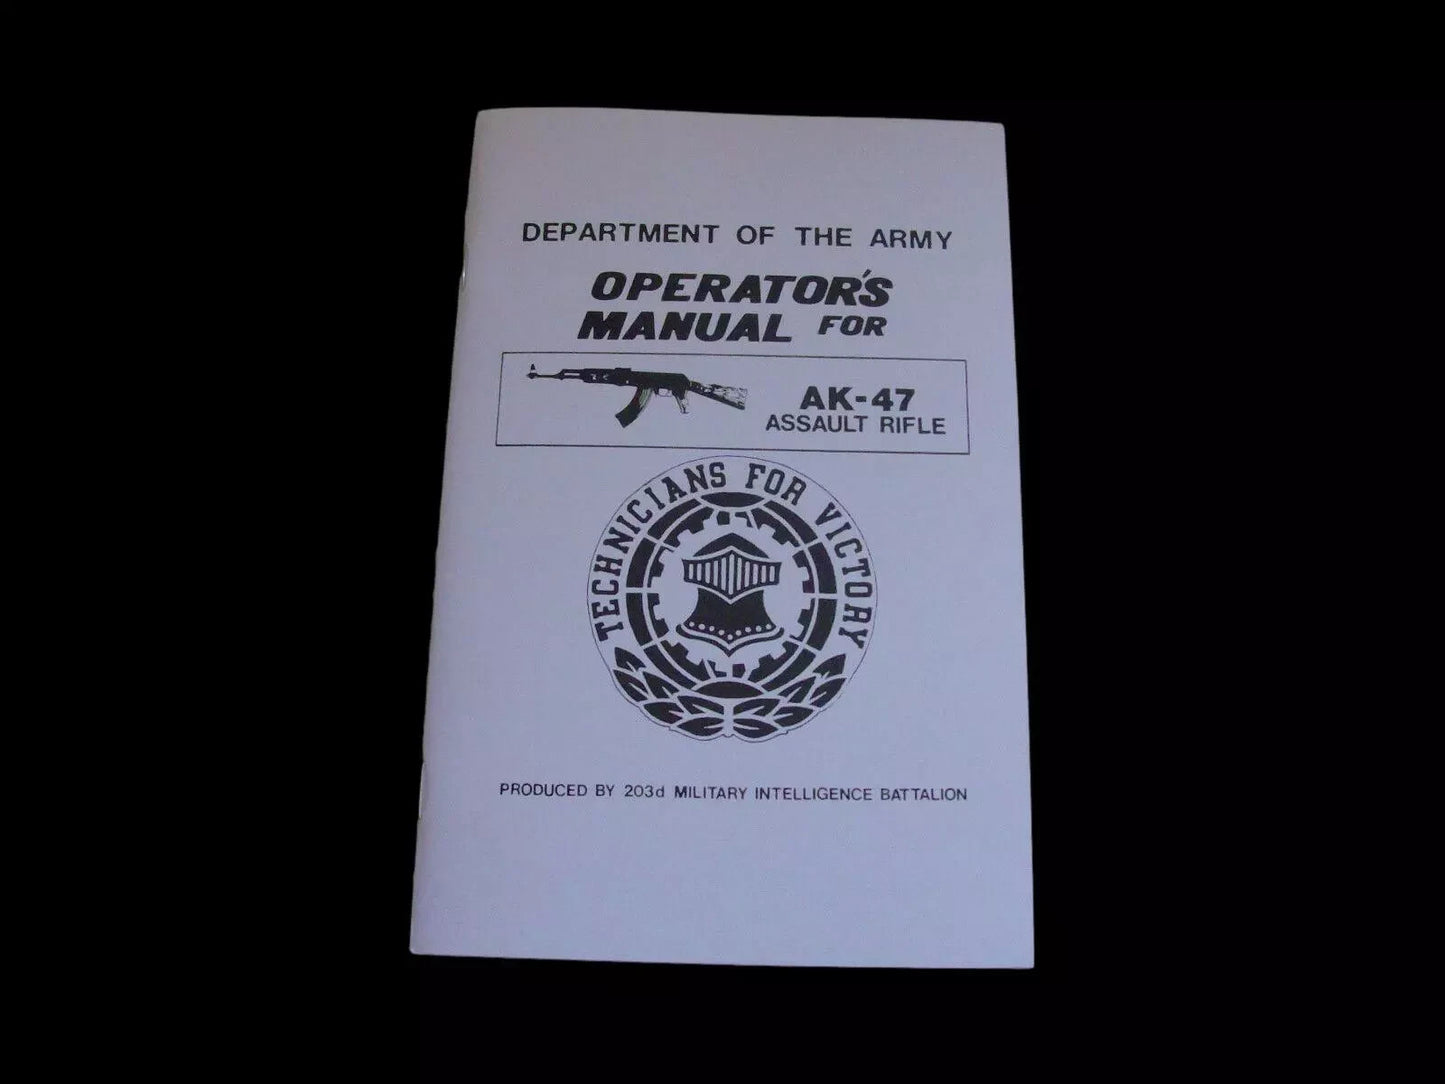 DEPARTMENT OF THE ARMY
OPERATOR'S
MANUAL FOR
AK-47
ASSAULT RIFLE
TECHNICIANS FOR VICTORY
PRODUCED BY 203d MILITARY INTELLIGENCE BATTALION